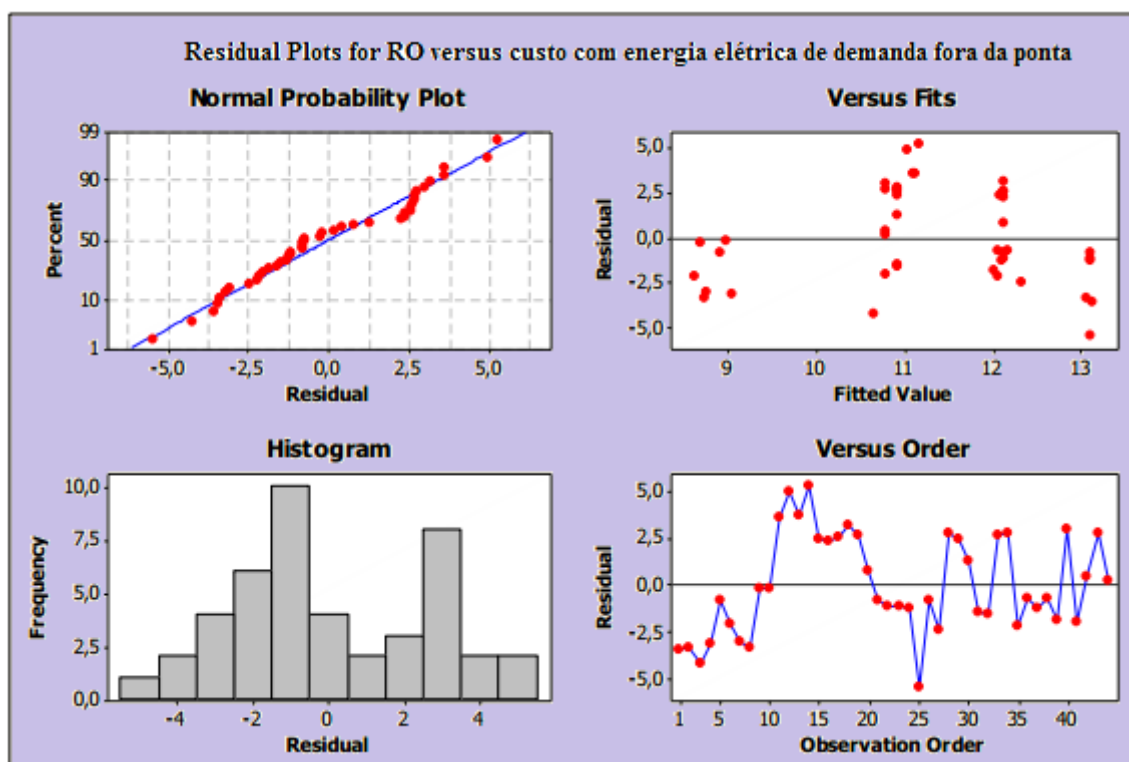 Residual Plots for RO versus custo com energia elétrica de demanda fora da ponta
Normal Probability Plot
99
90
50
10
1
Percent
-5,0 -2,5 0,0 2,5 5,0
Residual
Versus Fits
5,0
2,5
0,0
-2,5
-5,0
Residual
9 10 11 12 13
Fitted Value
Histogram
10,0
7,5
5,0
2,5
0,0
Frequency
-4 -2 0 2 4
Residual
Versus Order
5,0
2,5
0,0
-2,5
-5,0
Residual
1 5 10 15 20 25 30 35 40
Observation Order